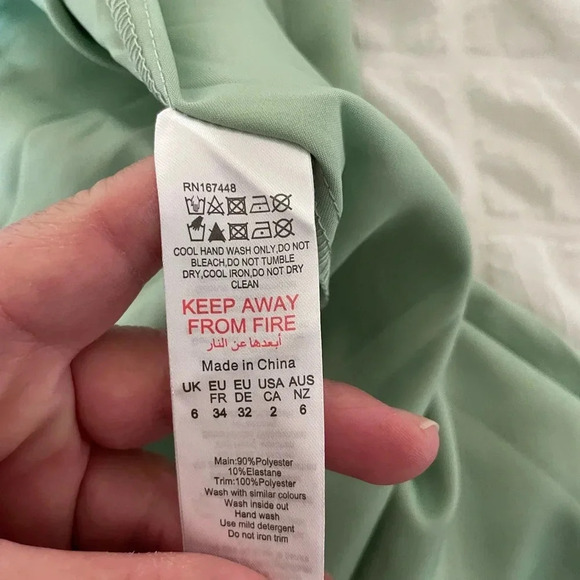 RN167448
COOL HAND WASH ONLY,DO NOT
BLEACH,DO NOT TUMBLE
DRY,COOL IRON,DO NOT DRY
CLEAN
KEEP AWAY
FROM FIRE
أبعدها عن النار
Made in China
UK EU EU USA AUS
FR DE CA NZ
6 34 32 2 6
Main:90%Polyester
10%Elastane
Trim:100%Polyester
Wash with similar colours
Wash inside out
Hand wash
Use mild detergent
Do not iron trim